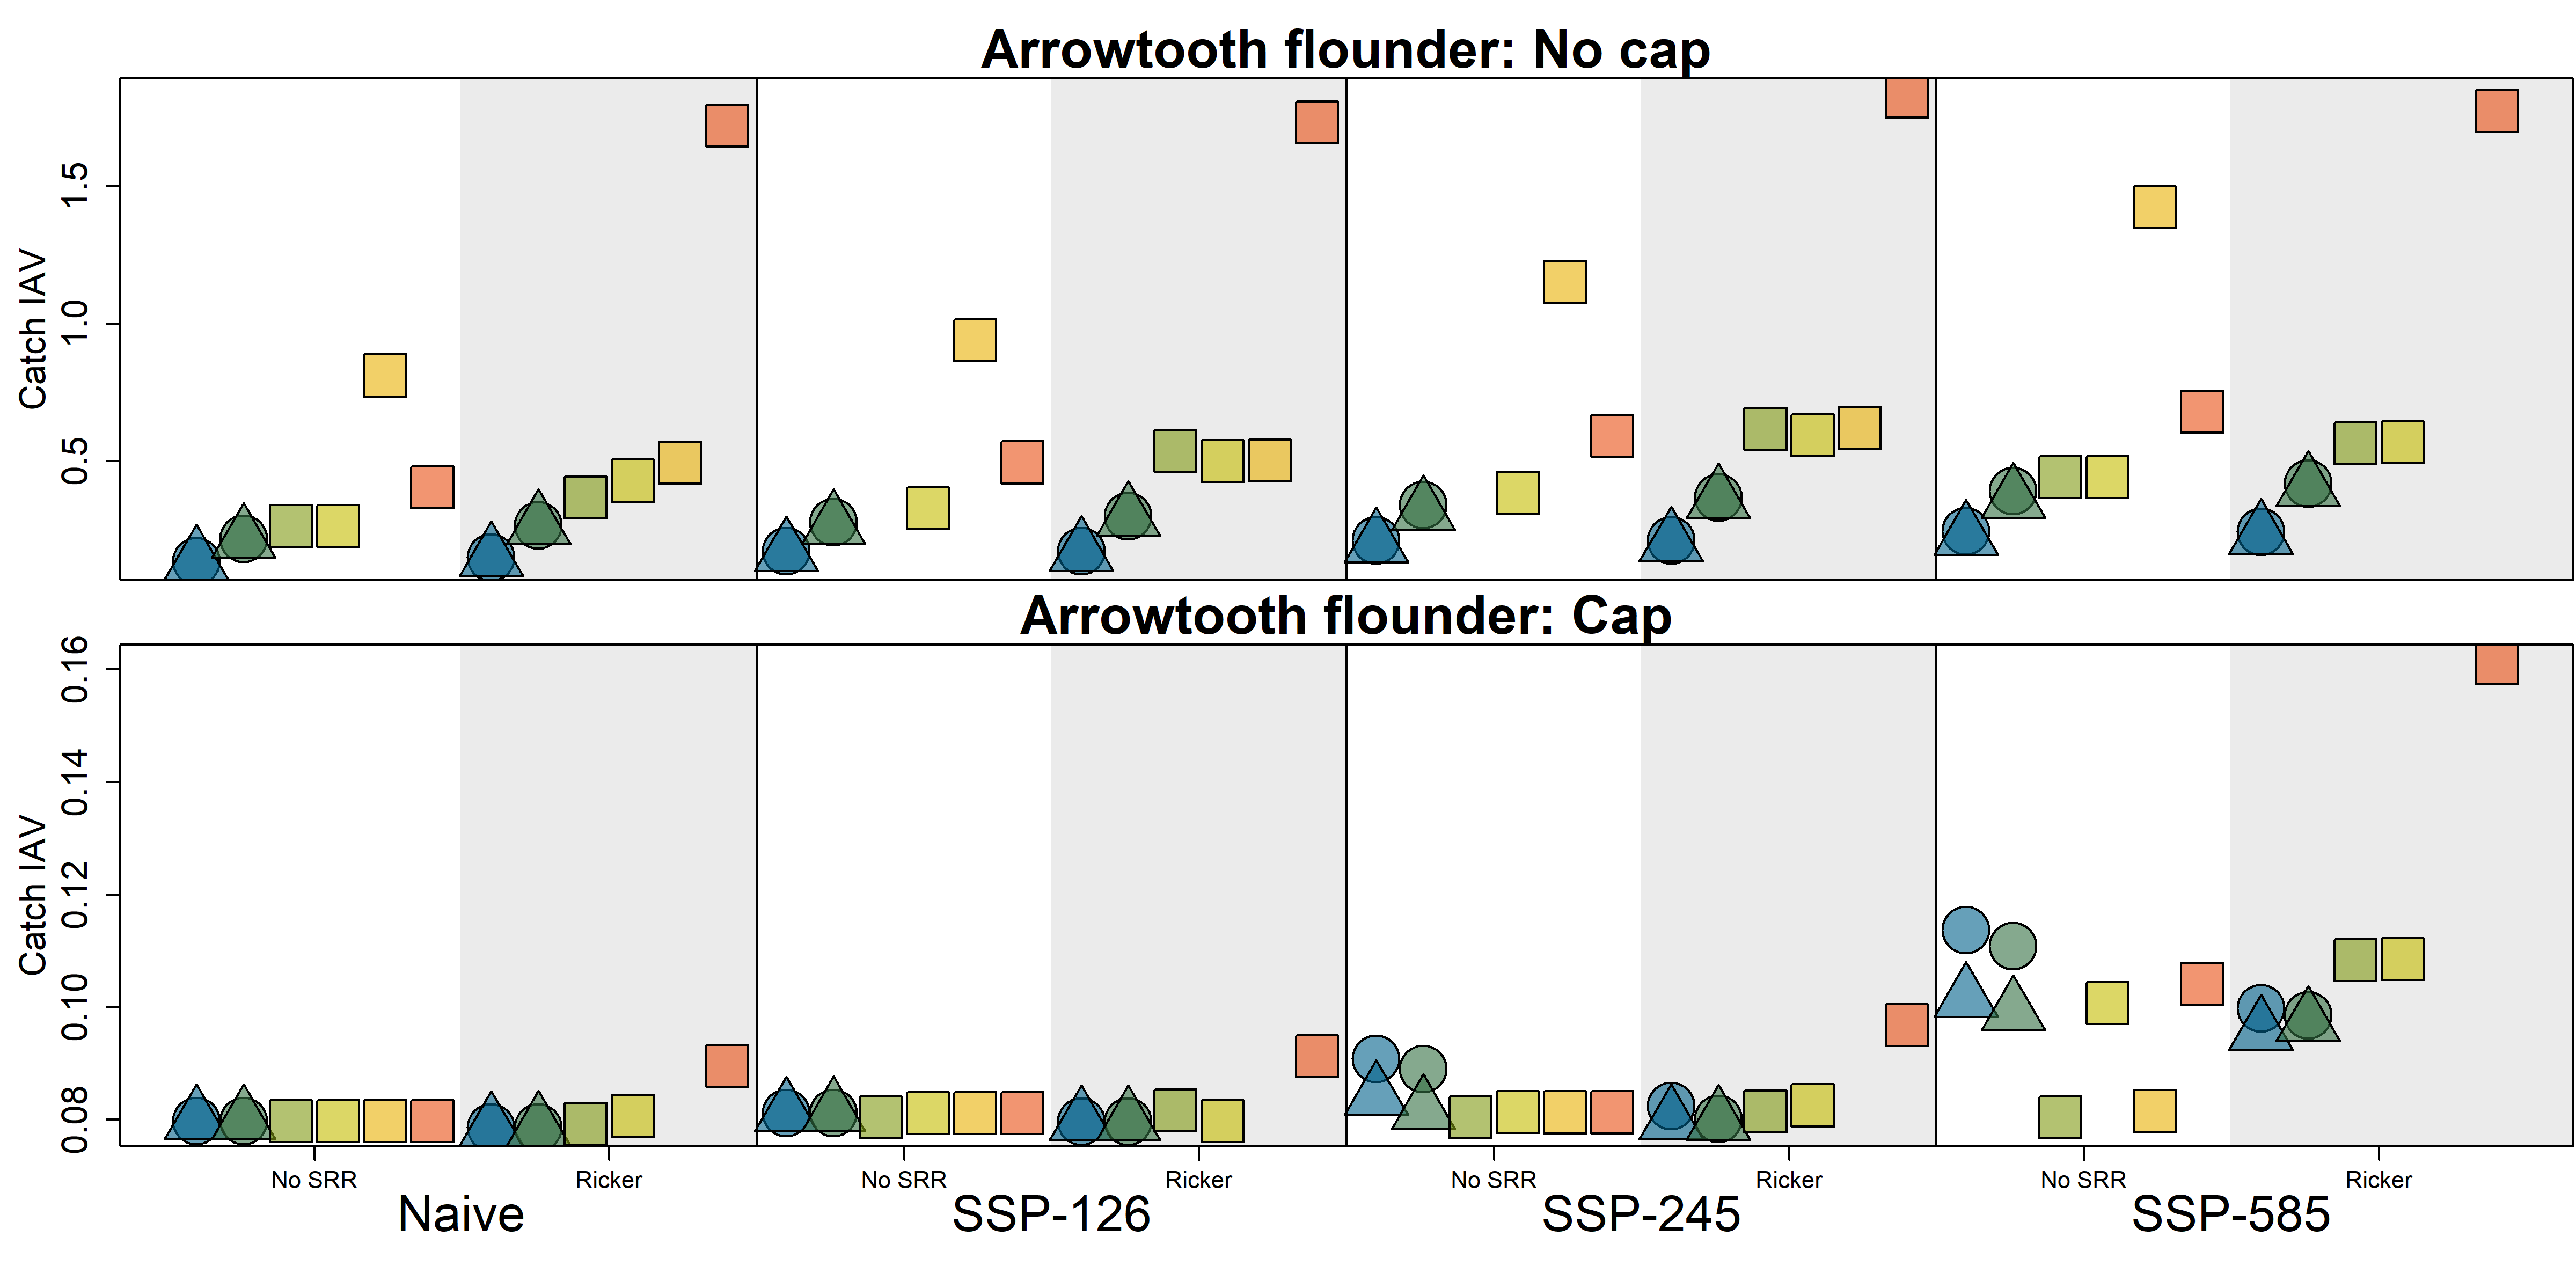 Arrowtooth flounder: No cap
Catch IAV
1.5
1.0
0.5
Arrowtooth flounder: Cap
Catch IAV
0.16
0.14
0.12
0.10
0.08
No SRR Ricker No SRR Ricker No SRR Ricker No SRR Ricker
Naive SSP-126 SSP-245 SSP-585